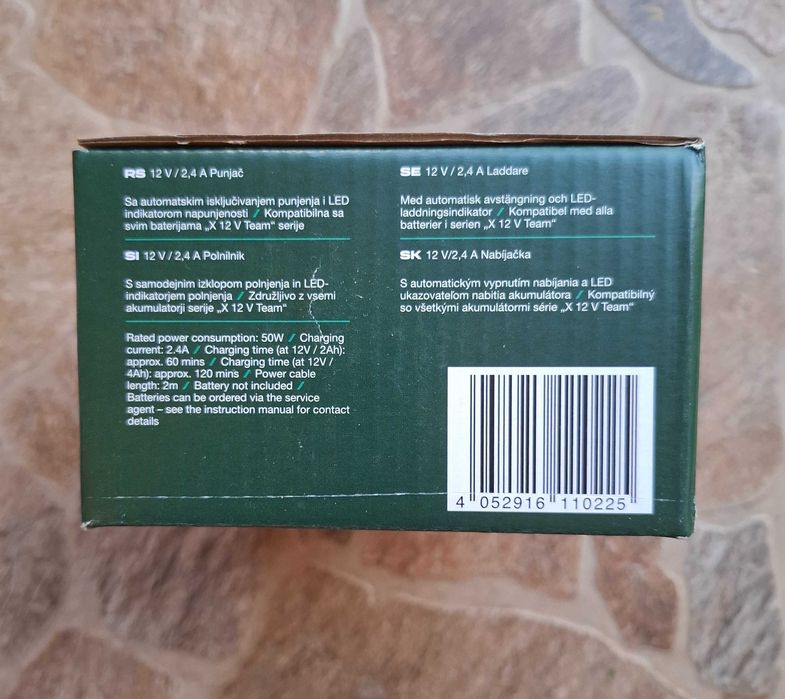 RS 12 V / 2,4 A Punjač
Sa automatskim isključivanjem punjenja i LED
indikatorom napunjenosti / Kompatibilna sa
svim baterijama „X 12 V Team“ serije
SI 12 V / 2,4 A Polnilnik
S samodejnim izklopom polnjenja in LED-
indikatorjem polnjenja / Združljivo z vsemi
akumulatorji serije „X 12 V Team“
Rated power consumption: 50W / Charging
current: 2.4A / Charging time (at 12V / 2Ah):
approx. 60 mins / Charging time (at 12V /
4Ah): approx. 120 mins / Power cable
length: 2m / Battery not included /
Batteries can be ordered via the service
agent – see the instruction manual for contact
details
SE 12 V / 2,4 A Laddare
Med automatisk avstängning och LED-
laddningsindikator / Kompatibel med alla
batterier i serien „X 12 V Team“
SK 12 V/2,4 A Nabíjačka
S automatickým vypnutím nabíjania a LED
ukazovateľom nabitia akumulátora / Kompatibilný
so všetkými akumulátormi série „X 12 V Team“
4 052916 110225